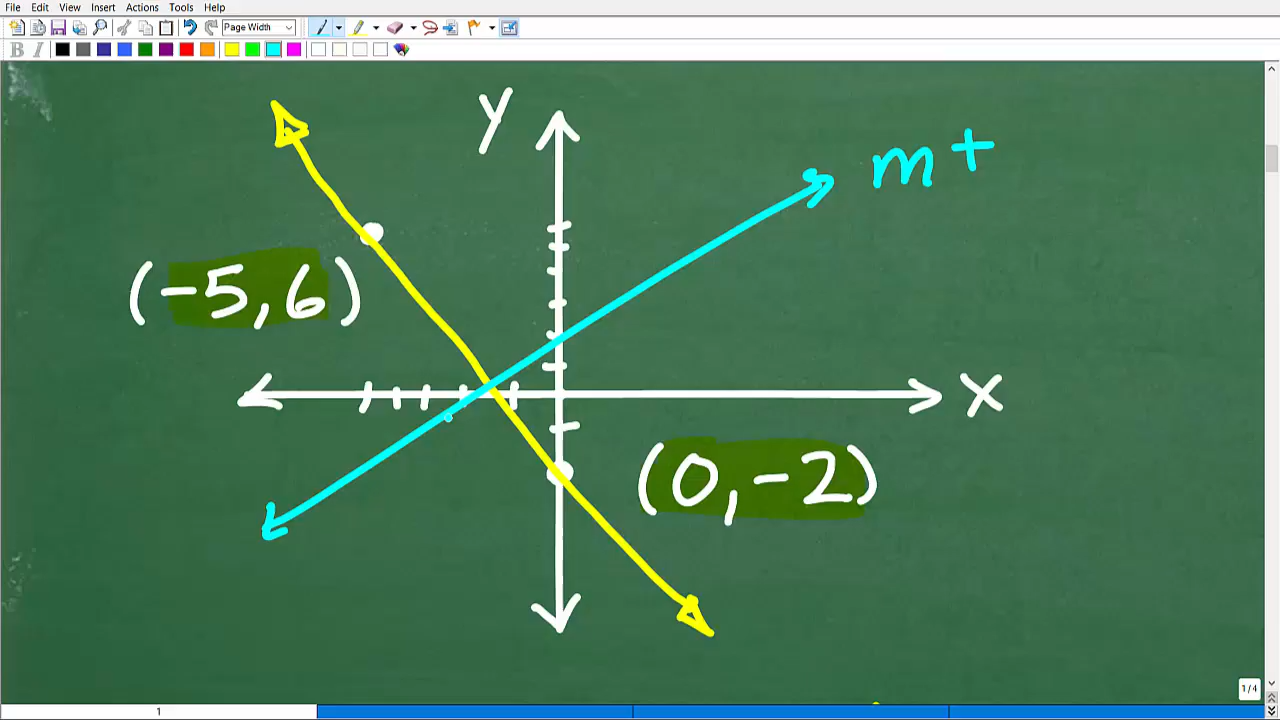 File Edit View Insert Actions Tools Help
Page Width
B I
y
m +
(-5,6)
x
(0,-2)
1/4
1